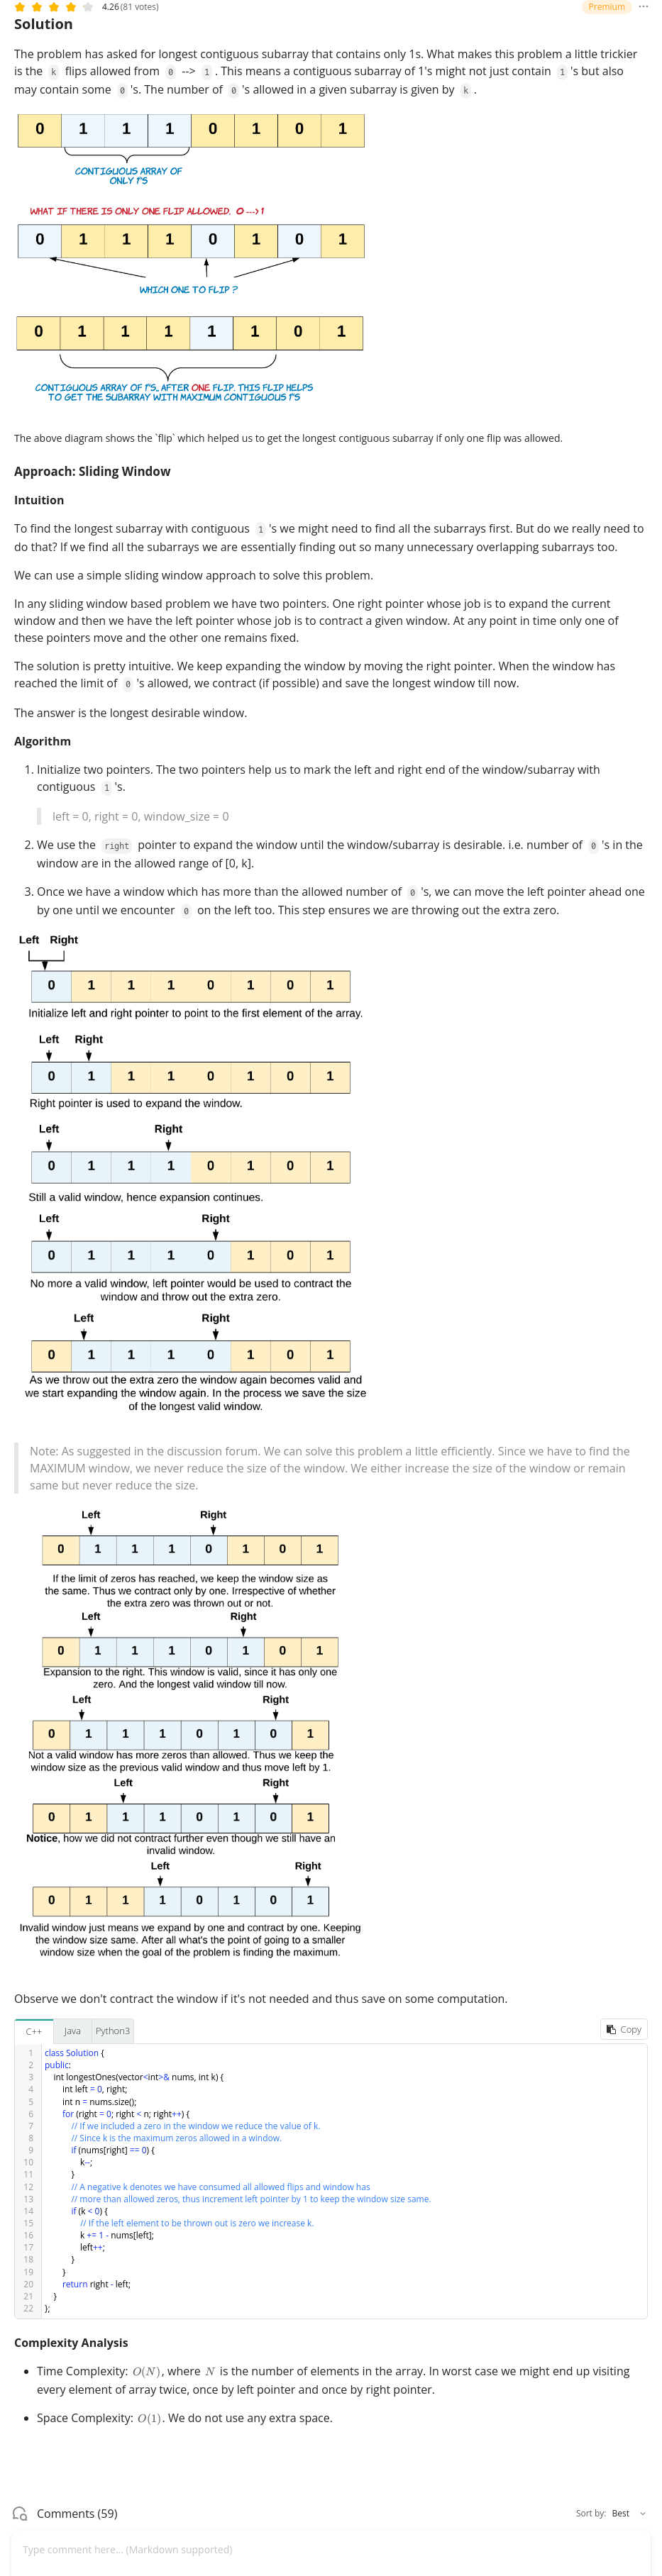 4.26 (81 votes) Premium ...
Solution
The problem has asked for longest contiguous subarray that contains only 1s. What makes this problem a little trickier
is the k flips allowed from 0 --> 1 . This means a contiguous subarray of 1's might not just contain 1 's but also
may contain some 0 's. The number of 0 's allowed in a given subarray is given by k .
0 1 1 1 0 1 0 1
CONTIGUOUS ARRAY OF
ONLY 1'S
WHAT IF THERE IS ONLY ONE FLIP ALLOWED. 0 ---> 1
0 1 1 1 0 1 0 1
WHICH ONE TO FLIP ?
0 1 1 1 1 1 0 1
CONTIGUOUS ARRAY OF 1'S, AFTER ONE FLIP. THIS FLIP HELPS
TO GET THE SUBARRAY WITH MAXIMUM CONTIGUOUS 1'S
The above diagram shows the `flip` which helped us to get the longest contiguous subarray if only one flip was allowed.
Approach: Sliding Window
Intuition
To find the longest subarray with contiguous 1 's we might need to find all the subarrays first. But do we really need to
do that? If we find all the subarrays we are essentially finding out so many unnecessary overlapping subarrays too.
We can use a simple sliding window approach to solve this problem.
In any sliding window based problem we have two pointers. One right pointer whose job is to expand the current
window and then we have the left pointer whose job is to contract a given window. At any point in time only one of
these pointers move and the other one remains fixed.
The solution is pretty intuitive. We keep expanding the window by moving the right pointer. When the window has
reached the limit of 0 's allowed, we contract (if possible) and save the longest window till now.
The answer is the longest desirable window.
Algorithm
1. Initialize two pointers. The two pointers help us to mark the left and right end of the window/subarray with
contiguous 1 's.
left = 0, right = 0, window_size = 0
2. We use the right pointer to expand the window until the window/subarray is desirable. i.e. number of 0 's in the
window are in the allowed range of [0, k].
3. Once we have a window which has more than the allowed number of 0 's, we can move the left pointer ahead one
by one until we encounter 0 on the left too. This step ensures we are throwing out the extra zero.
Left Right
0 1 1 1 0 1 0 1
Initialize left and right pointer to point to the first element of the array.
Left Right
0 1 1 1 0 1 0 1
Right pointer is used to expand the window.
Left Right
0 1 1 1 0 1 0 1
Still a valid window, hence expansion continues.
Left Right
0 1 1 1 0 1 0 1
No more a valid window, left pointer would be used to contract the
window and throw out the extra zero.
Left Right
0 1 1 1 0 1 0 1
As we throw out the extra zero the window again becomes valid and
we start expanding the window again. In the process we save the size
of the longest valid window.
Note: As suggested in the discussion forum. We can solve this problem a little efficiently. Since we have to find the
MAXIMUM window, we never reduce the size of the window. We either increase the size of the window or remain
same but never reduce the size.
Left Right
0 1 1 1 0 1 0 1
If the limit of zeros has reached, we keep the window size as
the same. Thus we contract only by one. Irrespective of whether
the extra zero was thrown out or not.
Left Right
0 1 1 1 0 1 0 1
Expansion to the right. This window is valid, since it has only one
zero. And the longest valid window till now.
Left Right
0 1 1 1 0 1 0 1
Not a valid window has more zeros than allowed. Thus we keep the
window size as the previous valid window and thus move left by 1.
Left Right
0 1 1 1 0 1 0 1
Notice, how we did not contract further even though we still have an
invalid window.
Left Right
0 1 1 1 0 1 0 1
Invalid window just means we expand by one and contract by one. Keeping
the window size same. After all what's the point of going to a smaller
window size when the goal of the problem is finding the maximum.
Observe we don't contract the window if it's not needed and thus save on some computation.
C++ Java Python3 Copy
1 class Solution {
2 public:
3 int longestOnes(vector<int>& nums, int k) {
4 int left = 0, right;
5 int n = nums.size();
6 for (right = 0; right < n; right++) {
7 // If we included a zero in the window we reduce the value of k.
8 // Since k is the maximum zeros allowed in a window.
9 if (nums[right] == 0) {
10 k--;
11 }
12 // A negative k denotes we have consumed all allowed flips and window has
13 // more than allowed zeros, thus increment left pointer by 1 to keep the window size same.
14 if (k < 0) {
15 // If the left element to be thrown out is zero we increase k.
16 k += 1 - nums[left];
17 left++;
18 }
19 }
20 return right - left;
21 }
22 };
Complexity Analysis
• Time Complexity: O(N), where N is the number of elements in the array. In worst case we might end up visiting
every element of array twice, once by left pointer and once by right pointer.
• Space Complexity: O(1). We do not use any extra space.
Comments (59) Sort by: Best
Type comment here... (Markdown supported)